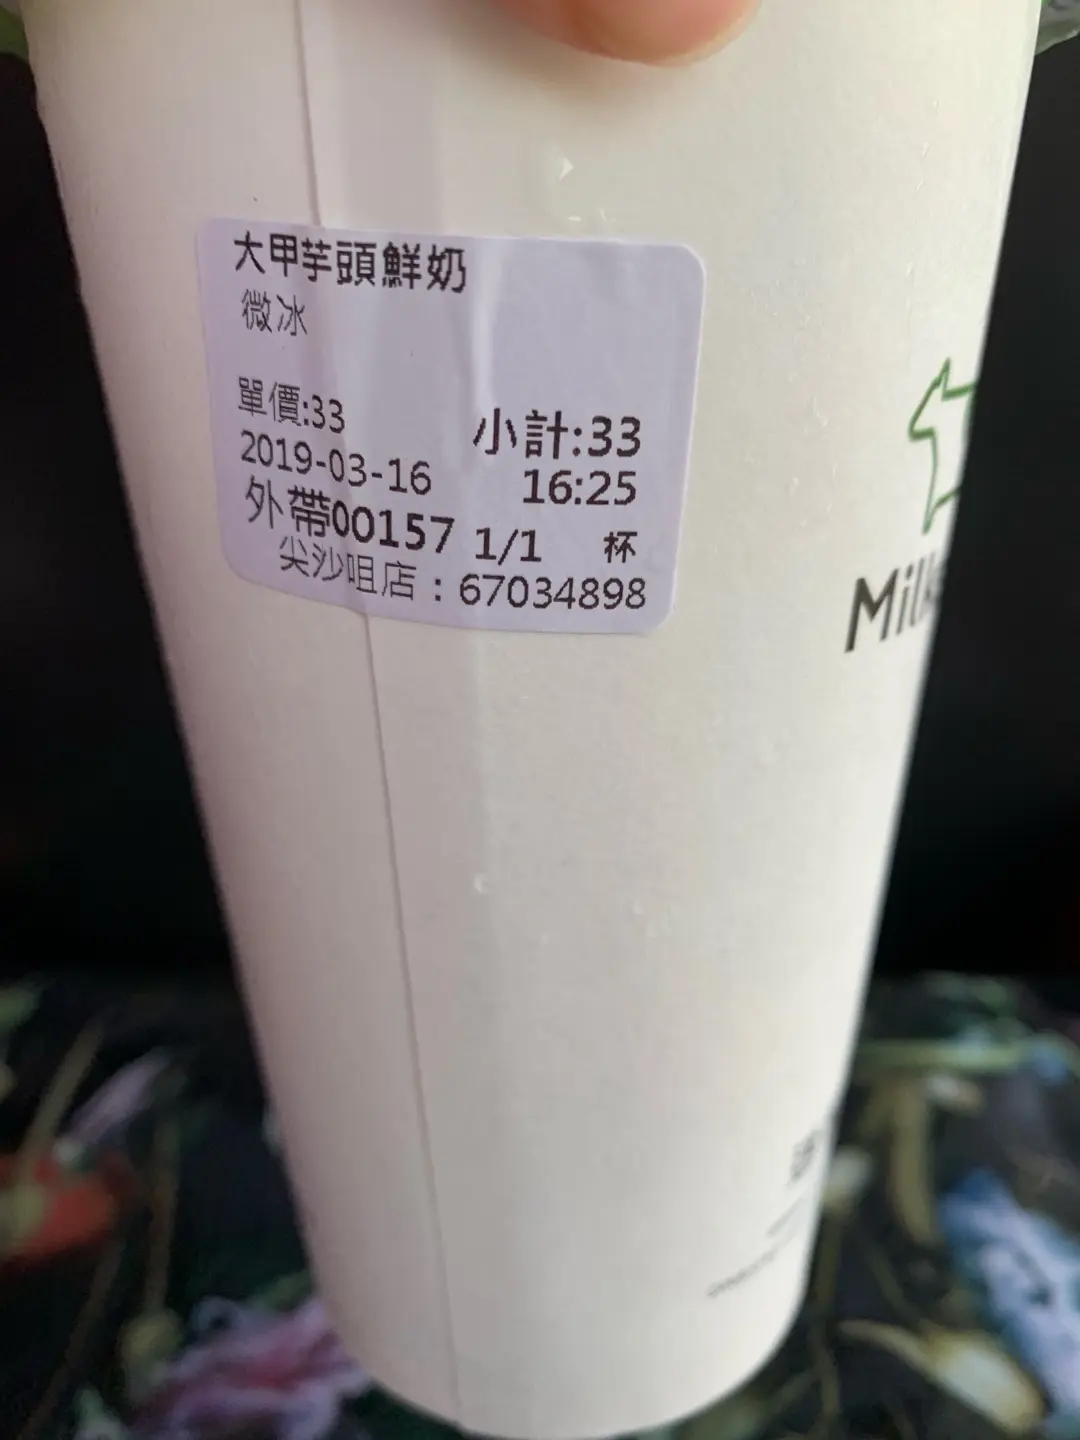 大甲芋頭鮮奶
微冰
單價:33 小計:33
2019-03-16 16:25
外帶00157 1/1 杯
尖沙咀店：67034898
Milk